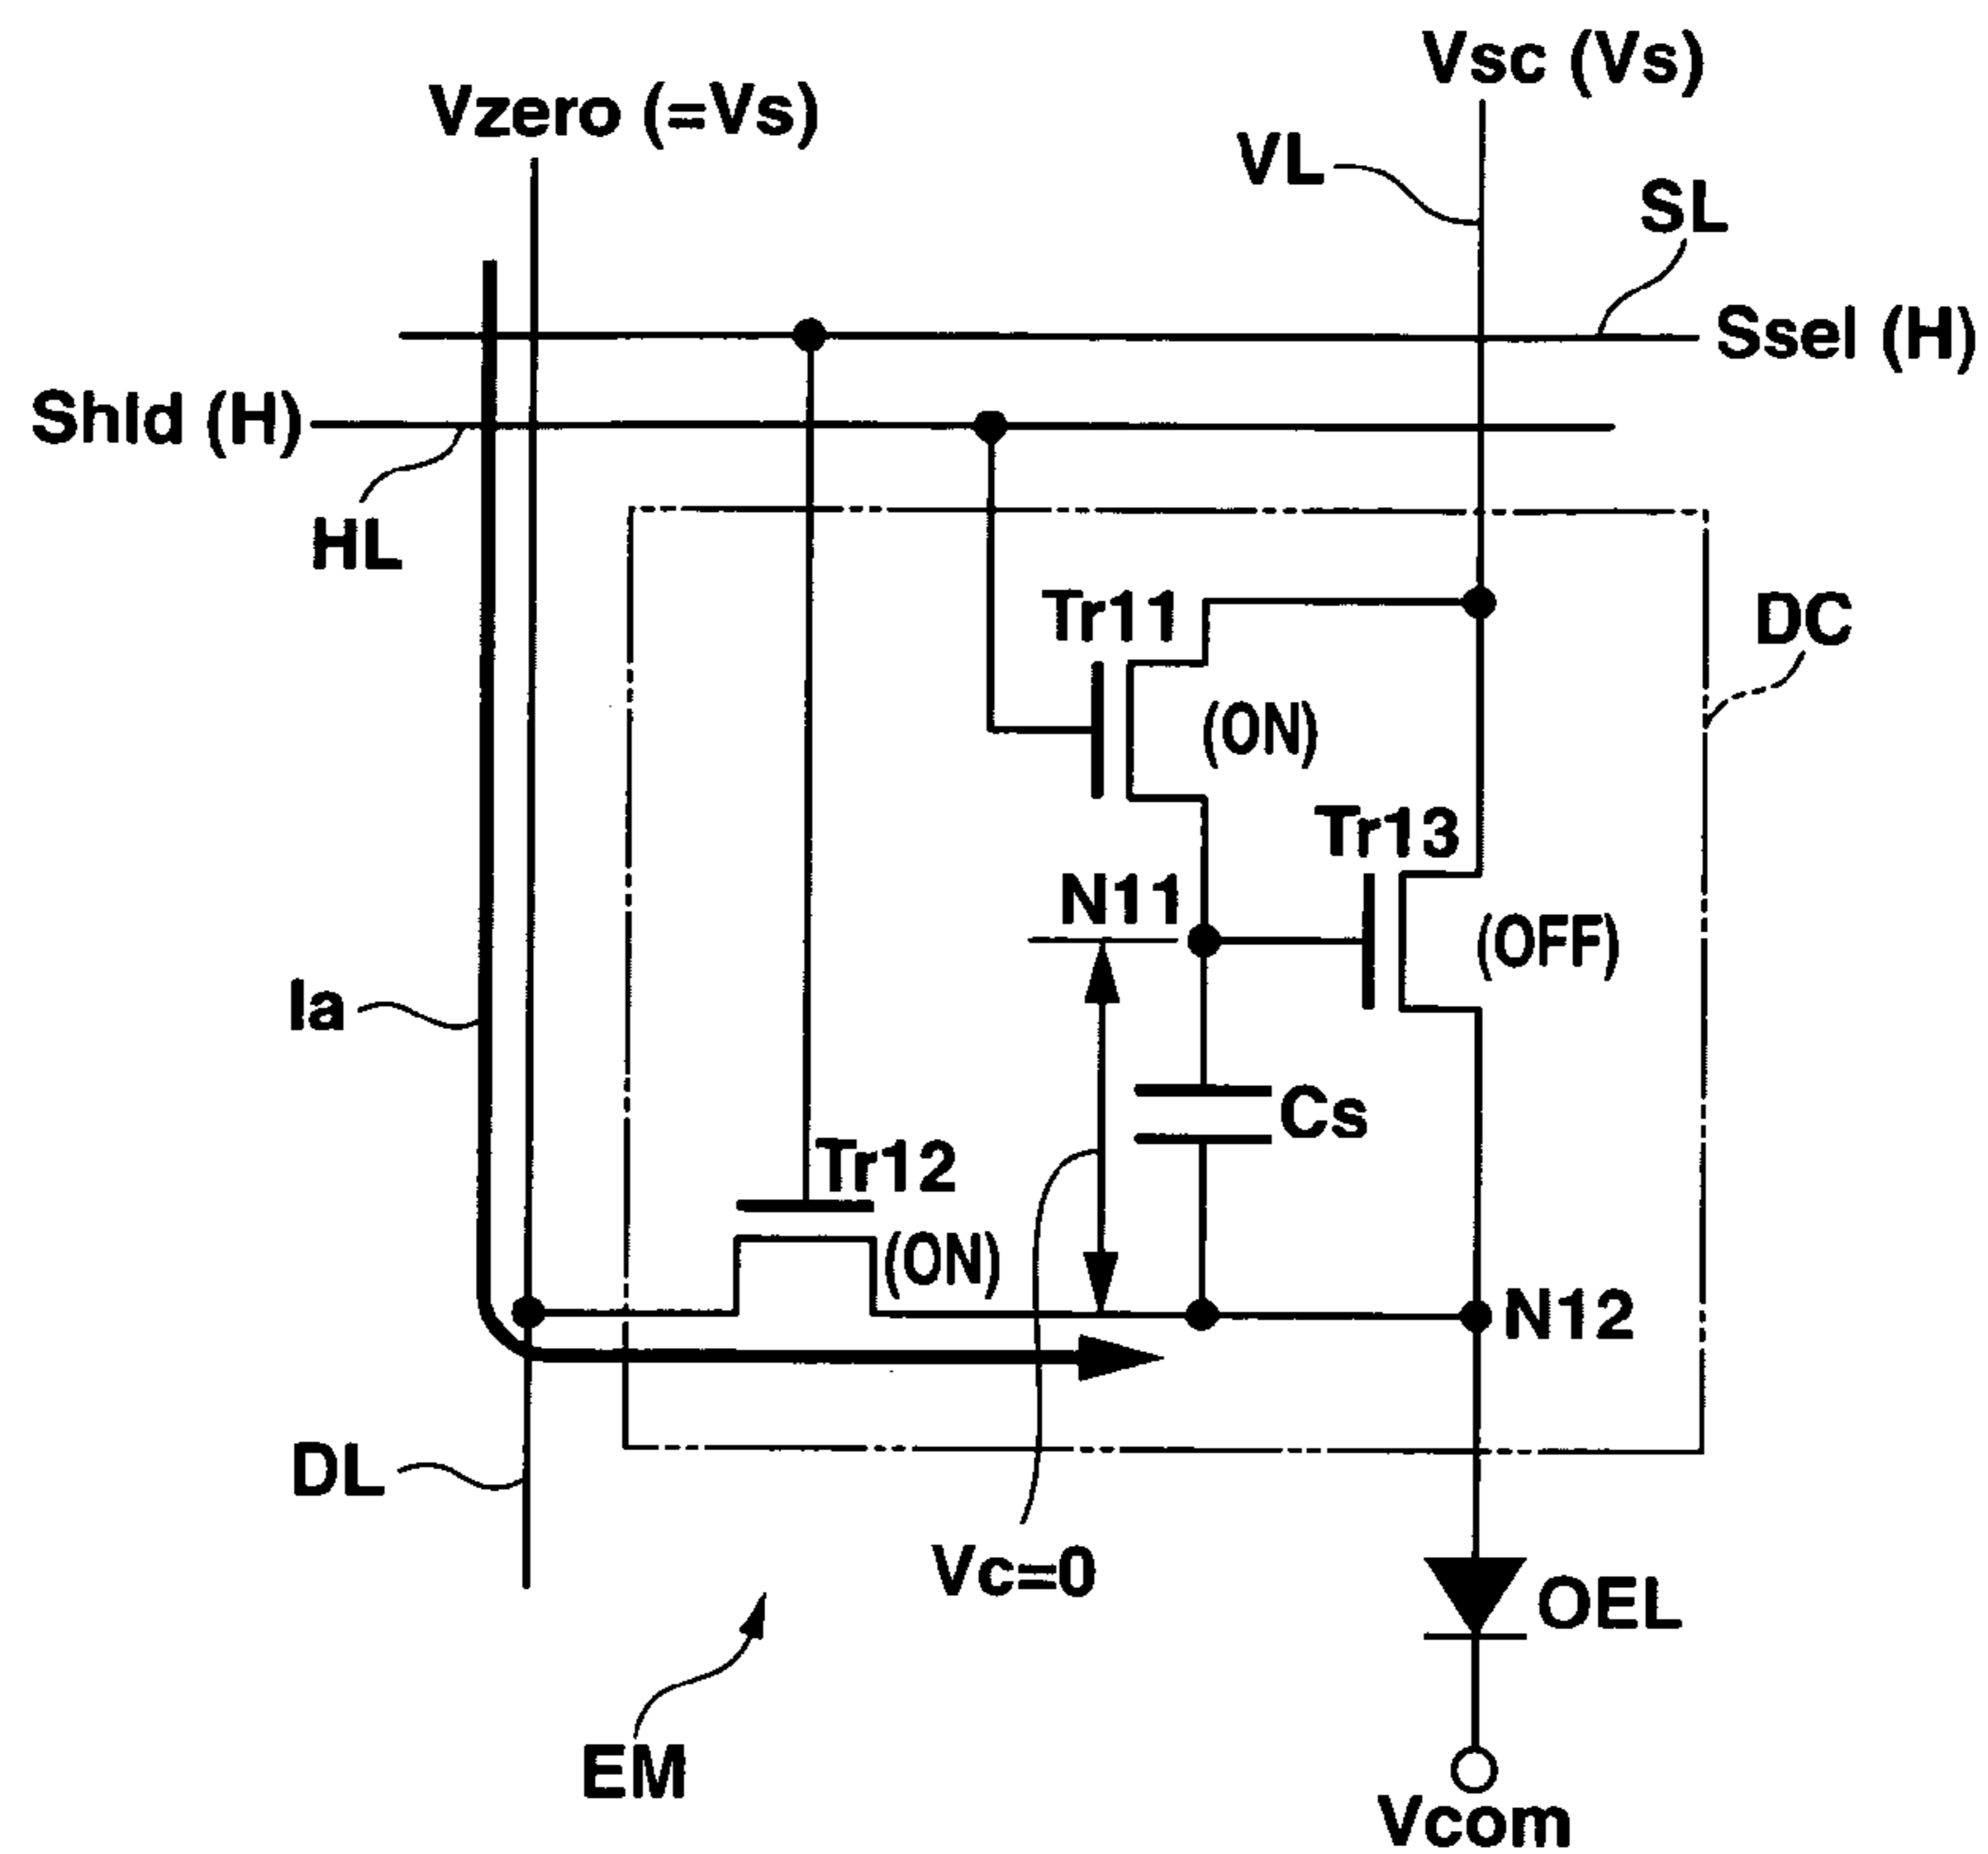 Vsc (Vs)
Vzero (=Vs)
VL
SL
Ssel (H)
Shld (H)
HL
Tr11
DC
(ON)
Tr13
N11
(OFF)
Ia
Cs
Tr12
(ON)
N12
DL
Vc=0
OEL
EM
Vcom